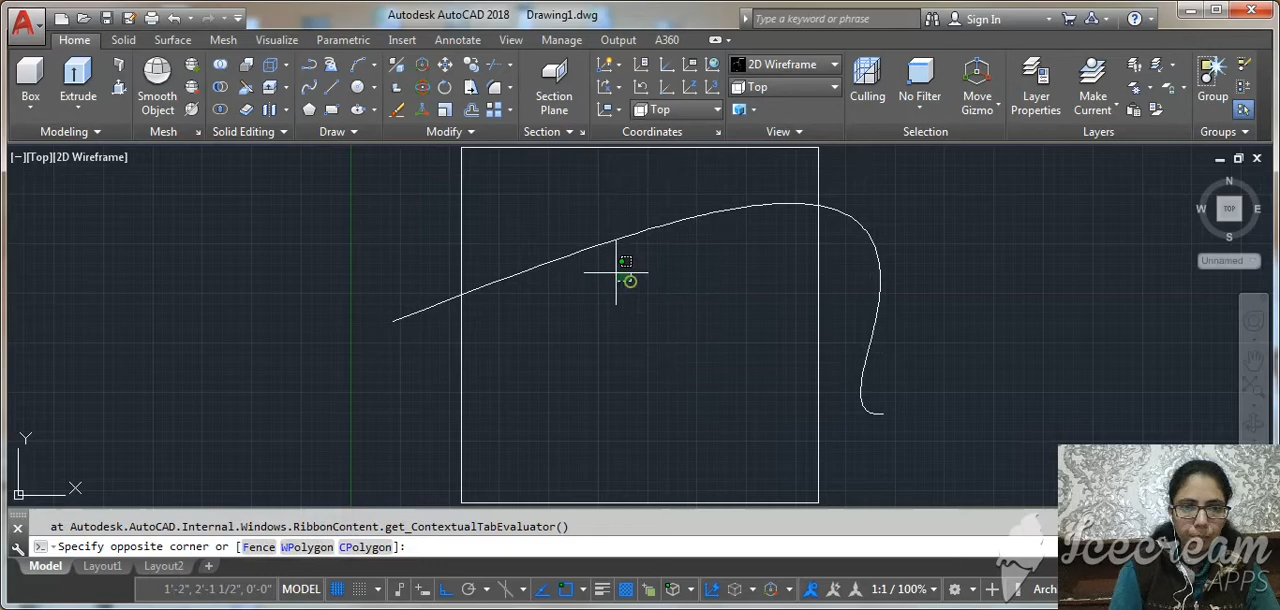 Autodesk AutoCAD 2018 Drawing1.dwg
Type a keyword or phrase
Sign In
Home Solid Surface Mesh Visualize Parametric Insert Annotate View Manage Output A360
2D Wireframe
Top
Top
Box Extrude Smooth Object Section Plane Culling No Filter Move Gizmo Layer Properties Make Current Group
Modeling Mesh Solid Editing Draw Modify Section Coordinates View Selection Layers Groups
[−][Top][2D Wireframe]
N
W TOP E
S
Unnamed
Y
X
at Autodesk.AutoCAD.Internal.Windows.RibbonContent.get_ContextualTabEvaluator()
Specify opposite corner or [Fence WPolygon CPolygon]:
Model Layout1 Layout2 +
1'-2", 2'-1 1/2", 0'-0" MODEL 1:1 / 100% Arch
Icecream
APPS